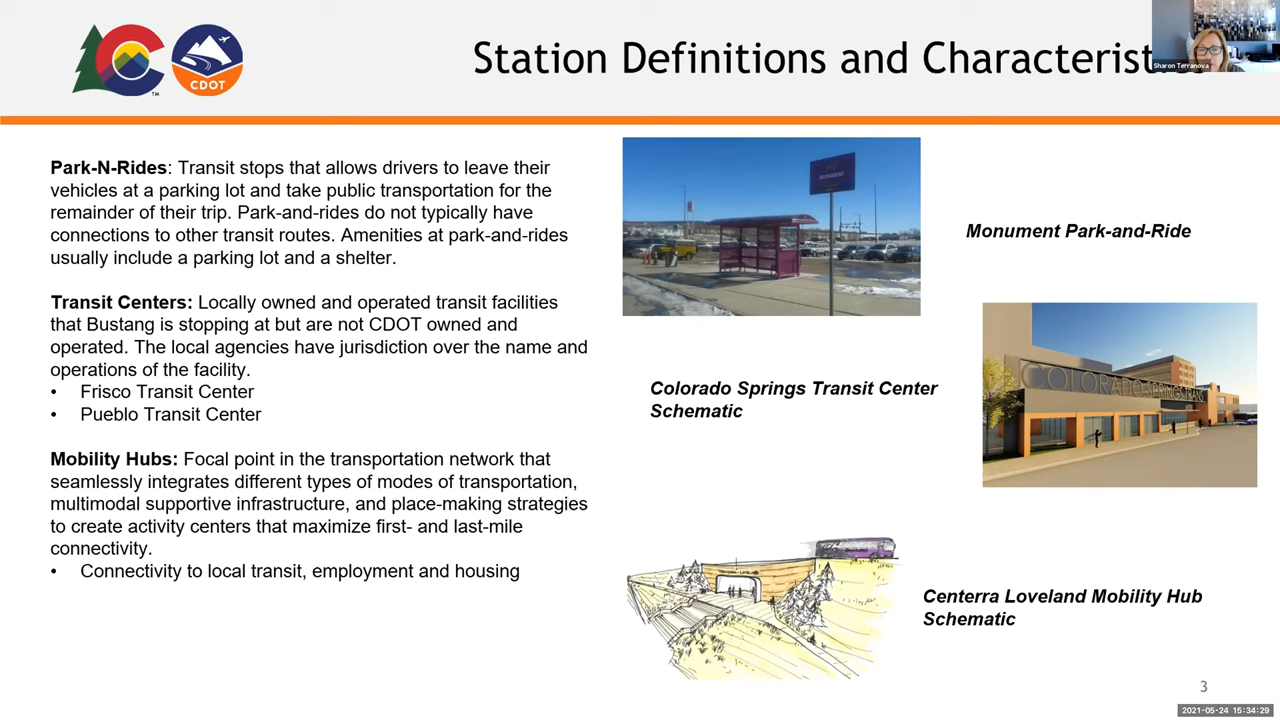 CDOT
TM
Station Definitions and Characterist
Sharon Terranova
Park-N-Rides: Transit stops that allows drivers to leave their
vehicles at a parking lot and take public transportation for the
remainder of their trip. Park-and-rides do not typically have
connections to other transit routes. Amenities at park-and-rides
usually include a parking lot and a shelter.
Transit Centers: Locally owned and operated transit facilities
that Bustang is stopping at but are not CDOT owned and
operated. The local agencies have jurisdiction over the name and
operations of the facility.
• Frisco Transit Center
• Pueblo Transit Center
Mobility Hubs: Focal point in the transportation network that
seamlessly integrates different types of modes of transportation,
multimodal supportive infrastructure, and place-making strategies
to create activity centers that maximize first- and last-mile
connectivity.
• Connectivity to local transit, employment and housing
Monument Park-and-Ride
COLORADO SPRINGS
Colorado Springs Transit Center
Schematic
Centerra Loveland Mobility Hub
Schematic
3
2021-05-24 15:34:29